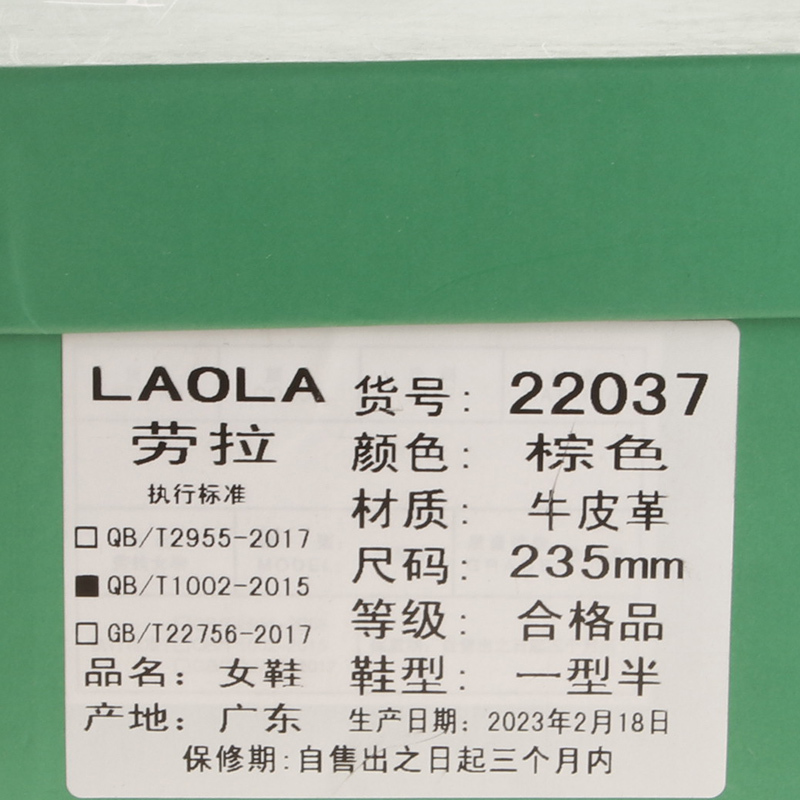 LAOLA
劳拉
执行标准
□QB/T2955-2017
■QB/T1002-2015
□GB/T22756-2017
品名：女鞋
产地：广东
货号：22037
颜色：棕色
材质：牛皮革
尺码：235mm
等级：合格品
鞋型：一型半
生产日期：2023年2月18日
保修期：自售出之日起三个月内